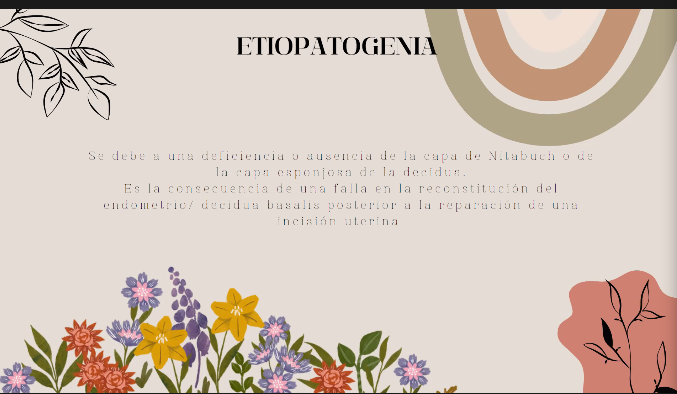 ETIOPATOGENIA
Se debe a una deficiencia o ausencia de la capa de Nitabuch o de
la capa esponjosa de la decidua.
Es la consecuencia de una falla en la reconstitución del
endometrio/ decidua basalis posterior a la reparación de una
incisión uterina